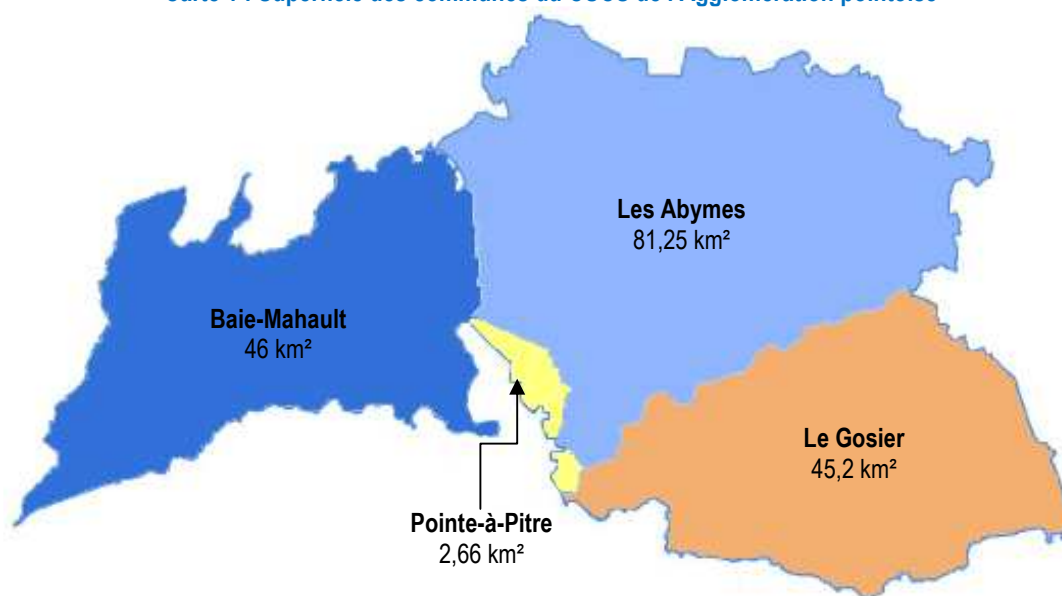 Les Abymes
81,25 km²
Baie-Mahault
46 km²
Le Gosier
45,2 km²
Pointe-à-Pitre
2,66 km²